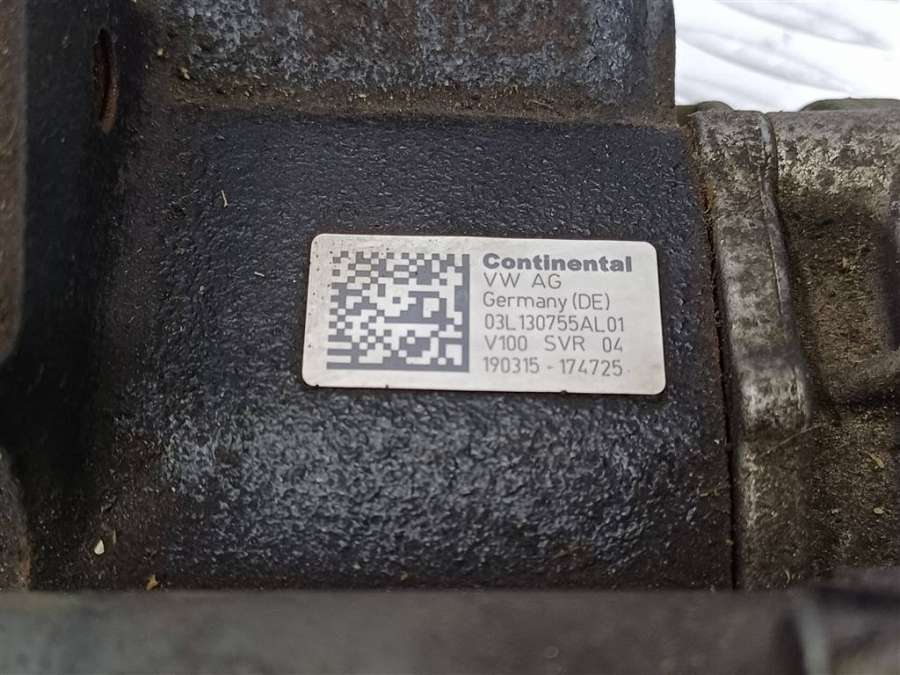 Continental
VW AG
Germany (DE)
03L130755AL01
V100 SVR 04
190315-174725